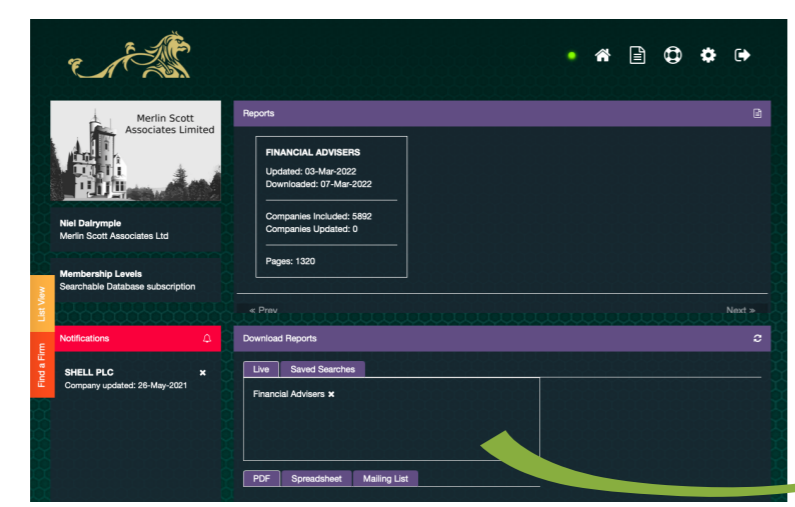 Merlin Scott
Associates Limited
Niel Dalrymple
Merlin Scott Associates Ltd
Membership Levels
Searchable Database subscription
List View
Find a Firm
Notifications
SHELL PLC ×
Company updated: 26-May-2021
Reports
FINANCIAL ADVISERS
Updated: 03-Mar-2022
Downloaded: 07-Mar-2022
Companies Included: 5892
Companies Updated: 0
Pages: 1320
« Prev Next »
Download Reports
Live Saved Searches
Financial Advisers ×
PDF Spreadsheet Mailing List